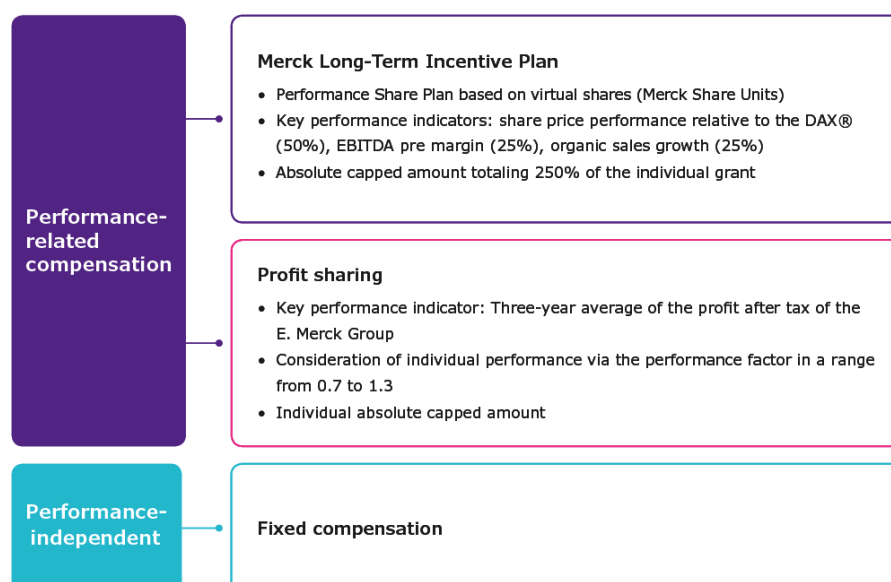 Performance-
related
compensation
Merck Long-Term Incentive Plan
• Performance Share Plan based on virtual shares (Merck Share Units)
• Key performance indicators: share price performance relative to the DAX®
(50%), EBITDA pre margin (25%), organic sales growth (25%)
• Absolute capped amount totaling 250% of the individual grant
Profit sharing
• Key performance indicator: Three-year average of the profit after tax of the
E. Merck Group
• Consideration of individual performance via the performance factor in a range
from 0.7 to 1.3
• Individual absolute capped amount
Performance-
independent
Fixed compensation